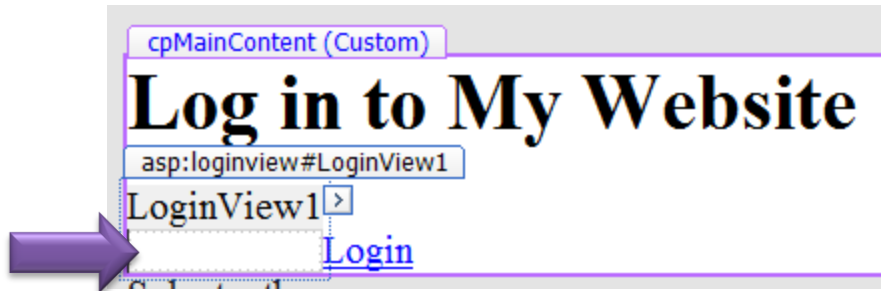 cpMainContent (Custom)
Log in to My Website
asp:loginview#LoginView1
LoginView1
Login